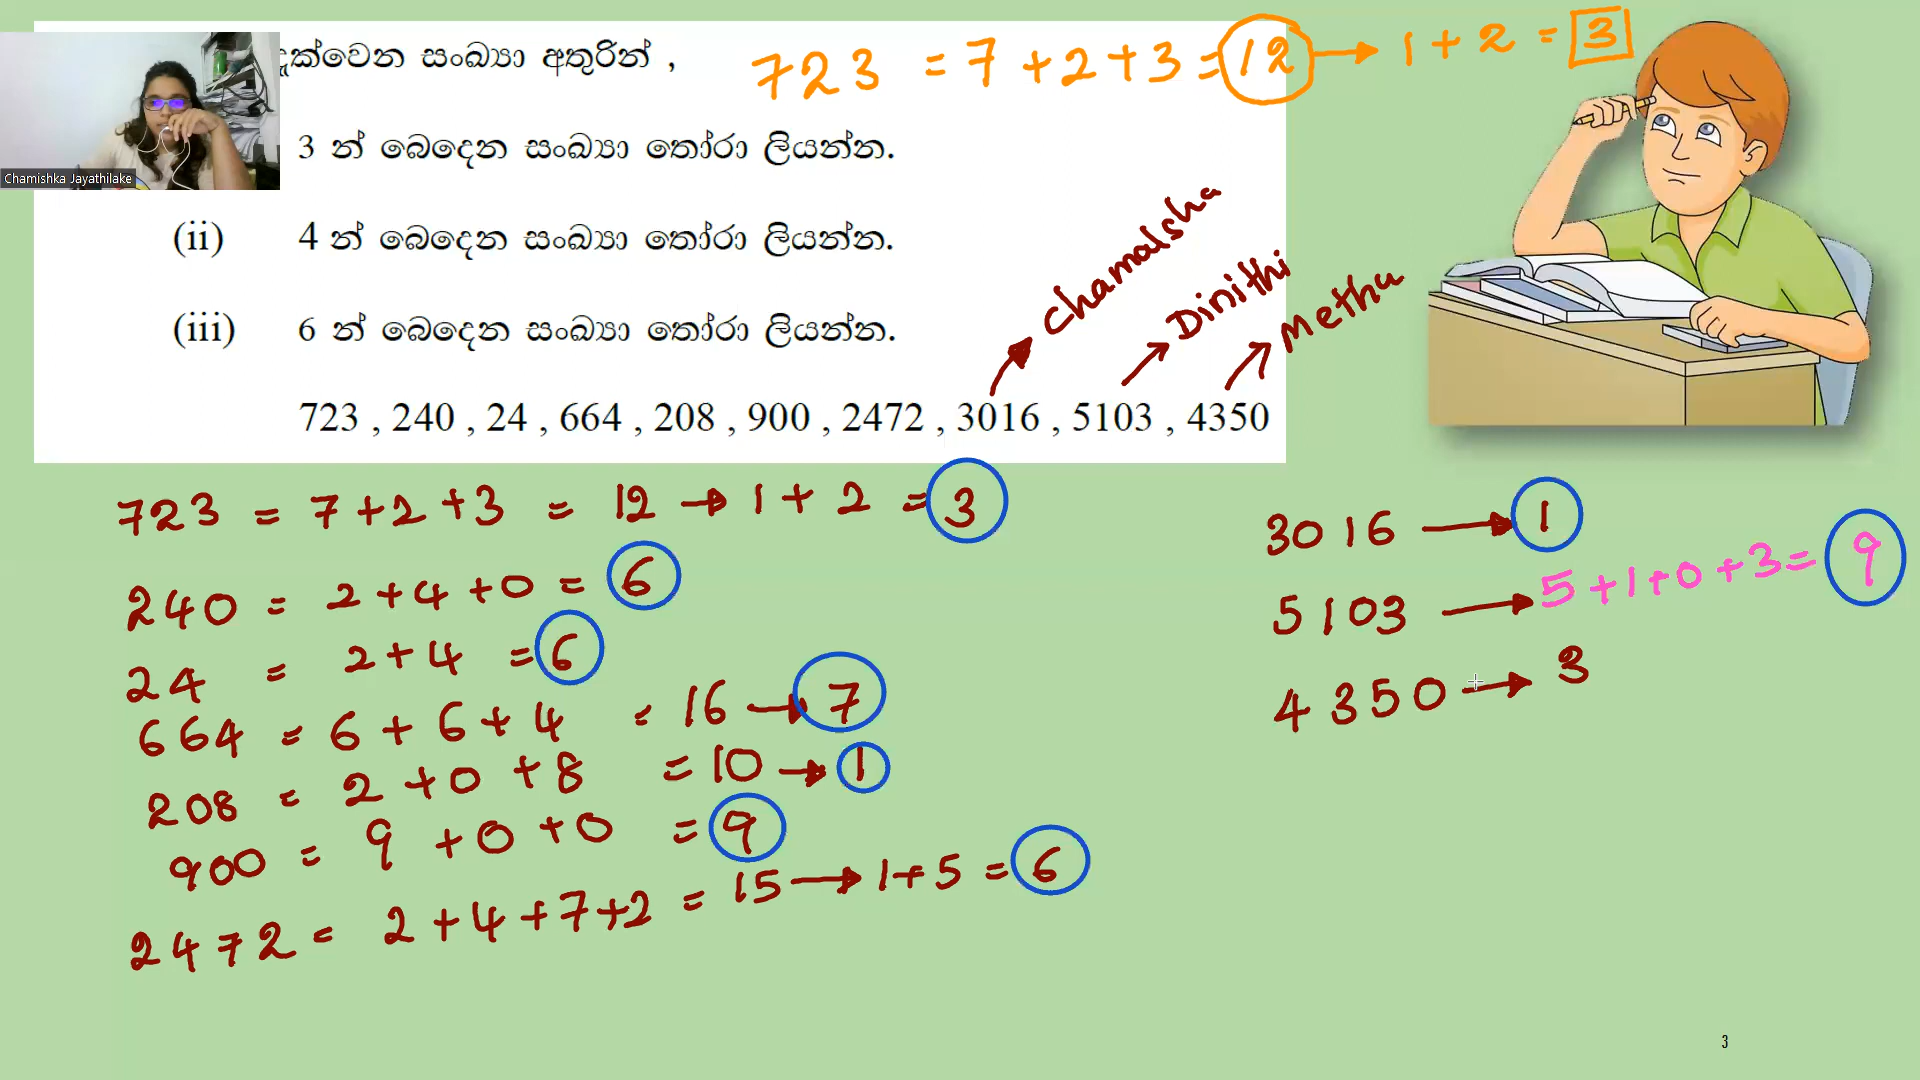 දැක්වෙන සංඛ්‍යා අතුරින් ,
723 = 7 + 2 + 3 = 12 → 1 + 2 = 3
Chamishka Jayathilake
3 න් බෙදෙන සංඛ්‍යා තෝරා ලියන්න.
(ii) 4 න් බෙදෙන සංඛ්‍යා තෝරා ලියන්න.
(iii) 6 න් බෙදෙන සංඛ්‍යා තෝරා ලියන්න.
Chamalsha
Dinithi
Methu
723 , 240 , 24 , 664 , 208 , 900 , 2472 , 3016 , 5103 , 4350
723 = 7 + 2 + 3 = 12 → 1 + 2 = 3
240 = 2 + 4 + 0 = 6
24 = 2 + 4 = 6
664 = 6 + 6 + 4 = 16 → 7
208 = 2 + 0 + 8 = 10 → 1
900 = 9 + 0 + 0 = 9
2472 = 2 + 4 + 7 + 2 = 15 → 1 + 5 = 6
3016 → 1
5103 → 5 + 1 + 0 + 3 = 9
4350 → 3
3